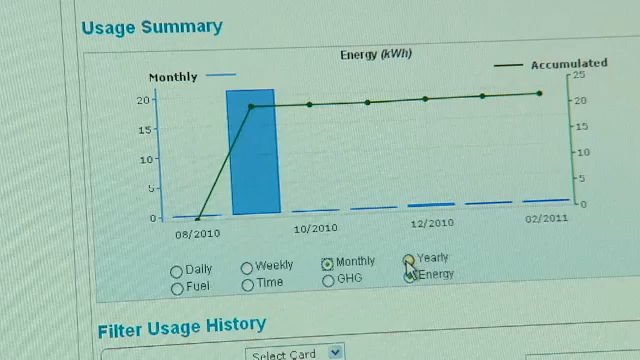 Usage Summary
Energy (kWh)
Monthly
Accumulated
20
15
10
5
0
25
20
15
10
5
0
08/2010
10/2010
12/2010
02/2011
Daily
Weekly
Monthly
Yearly
Fuel
Time
GHG
Energy
Filter Usage History
Select Card